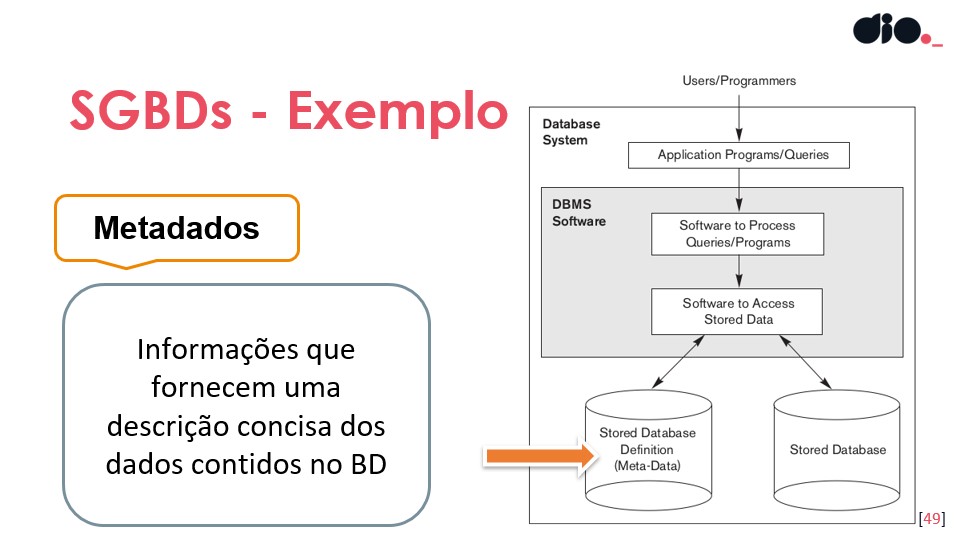 dio._
SGBDs - Exemplo
Metadados
Informações que
fornecem uma
descrição concisa dos
dados contidos no BD
Users/Programmers
Database
System
Application Programs/Queries
DBMS
Software
Software to Process
Queries/Programs
Software to Access
Stored Data
Stored Database
Definition
(Meta-Data)
Stored Database
[49]